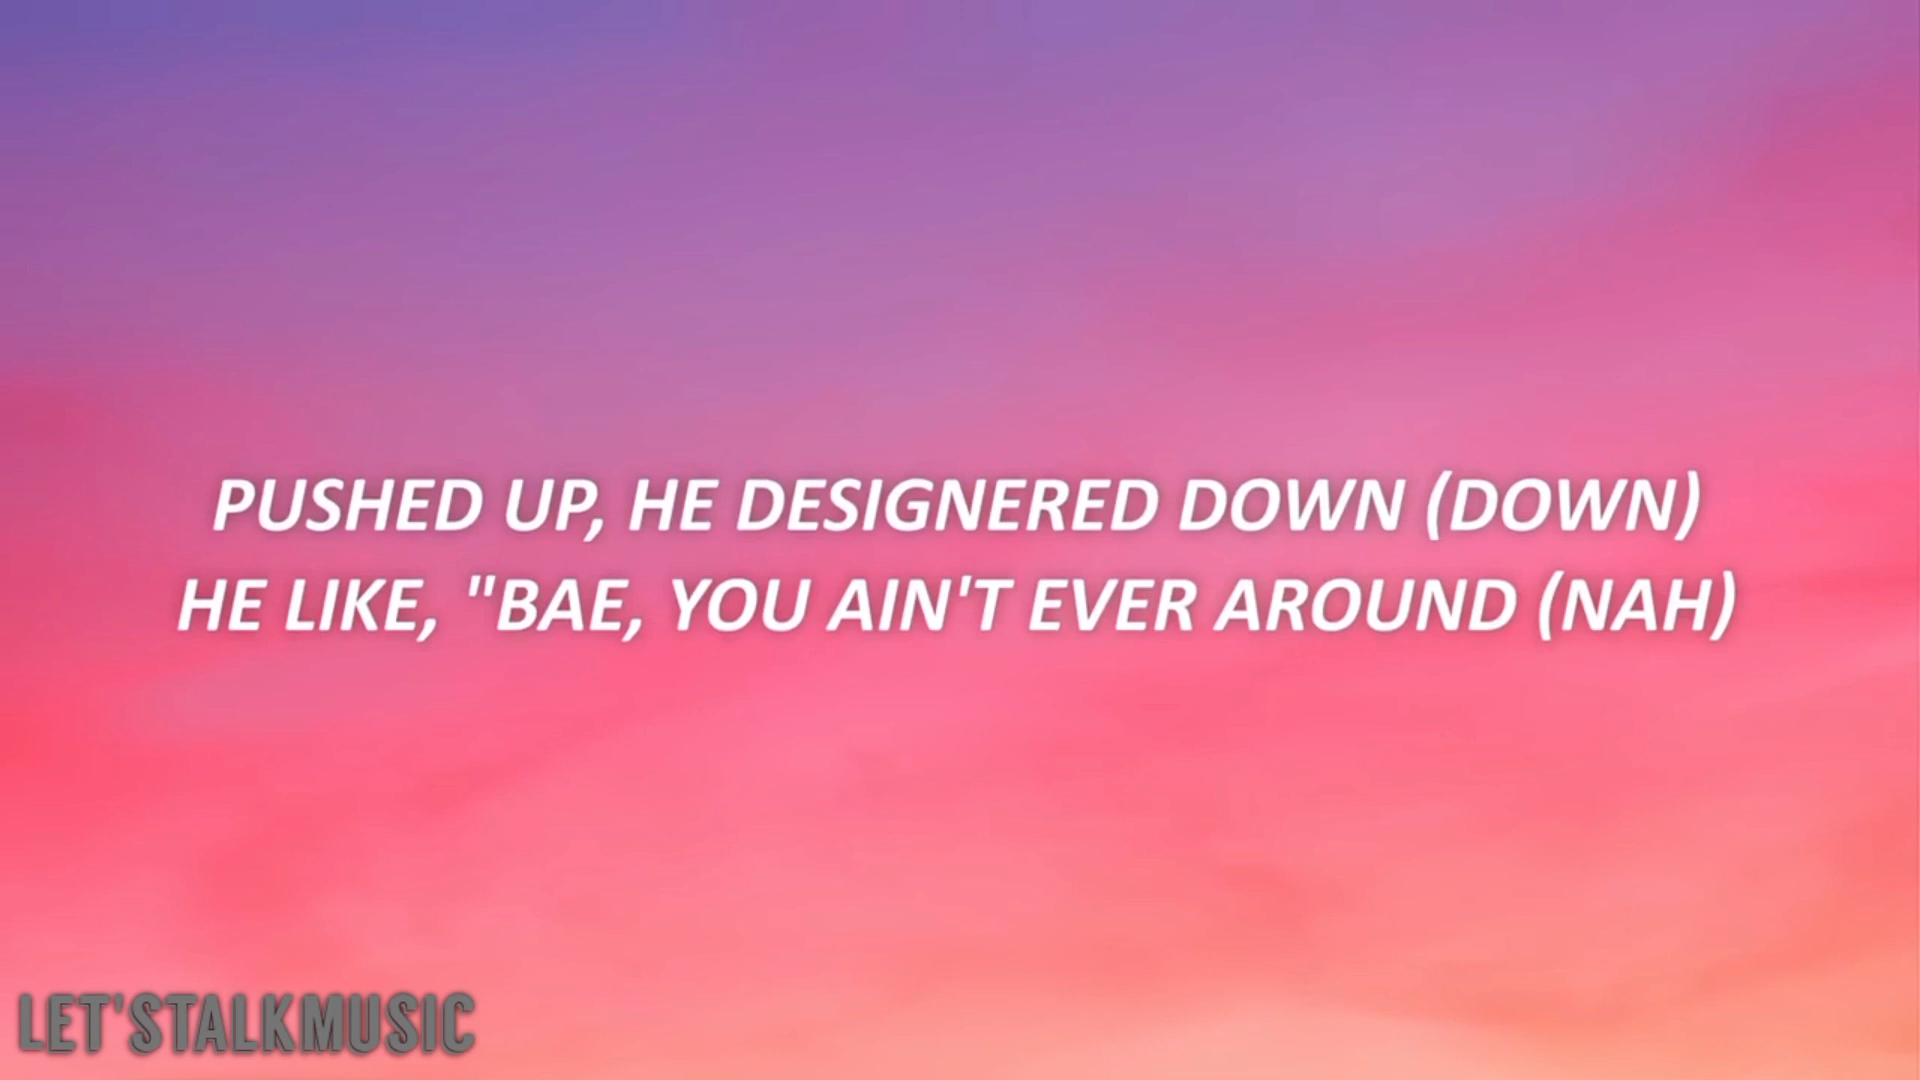 PUSHED UP, HE DESIGNERED DOWN (DOWN)
HE LIKE, "BAE, YOU AIN'T EVER AROUND (NAH)
LET'STALKMUSIC